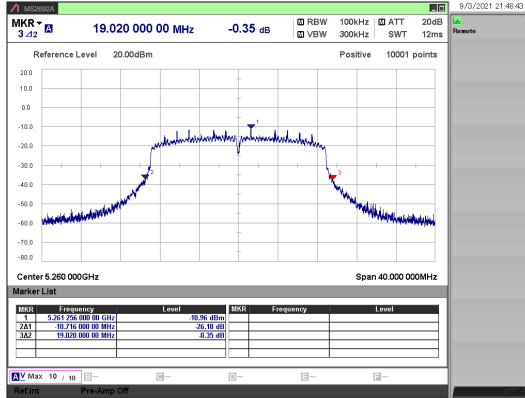 MS2692A
9/3/2021 21:48:43
MKR 3 Δ2 A 19.020 000 00 MHz -0.35 dB
A RBW 100kHz A ATT 20dB
A VBW 300kHz SWT 12ms
Remote
Reference Level 20.00dBm Positive 10001 points
20.0
10.0
0.0
-10.0
-20.0
-30.0
-40.0
-50.0
-60.0
-70.0
-80.0
1
2
3
Center 5.260 000GHz Span 40.000 000MHz
Marker List
MKR Frequency Level MKR Frequency Level
1 5.261 256 000 00 GHz -10.96 dBm
2Δ1 -10.716 000 00 MHz -26.18 dB
3Δ2 19.020 000 00 MHz -0.35 dB
A V Max 10 / 10 B— C— D— E— F—
Ref.Int Pre-Amp Off